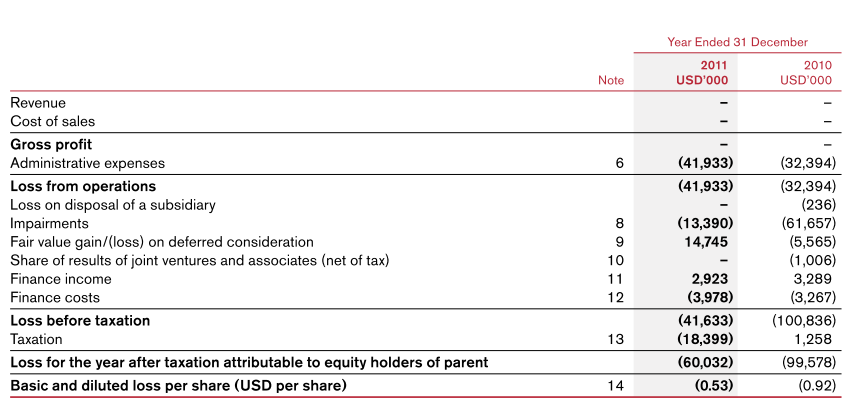 Year Ended 31 December
2011 2010
Note USD'000 USD'000
Revenue – –
Cost of sales – –
Gross profit – –
Administrative expenses 6 (41,933) (32,394)
Loss from operations (41,933) (32,394)
Loss on disposal of a subsidiary – (236)
Impairments 8 (13,390) (61,657)
Fair value gain/(loss) on deferred consideration 9 14,745 (5,565)
Share of results of joint ventures and associates (net of tax) 10 – (1,006)
Finance income 11 2,923 3,289
Finance costs 12 (3,978) (3,267)
Loss before taxation (41,633) (100,836)
Taxation 13 (18,399) 1,258
Loss for the year after taxation attributable to equity holders of parent (60,032) (99,578)
Basic and diluted loss per share (USD per share) 14 (0.53) (0.92)